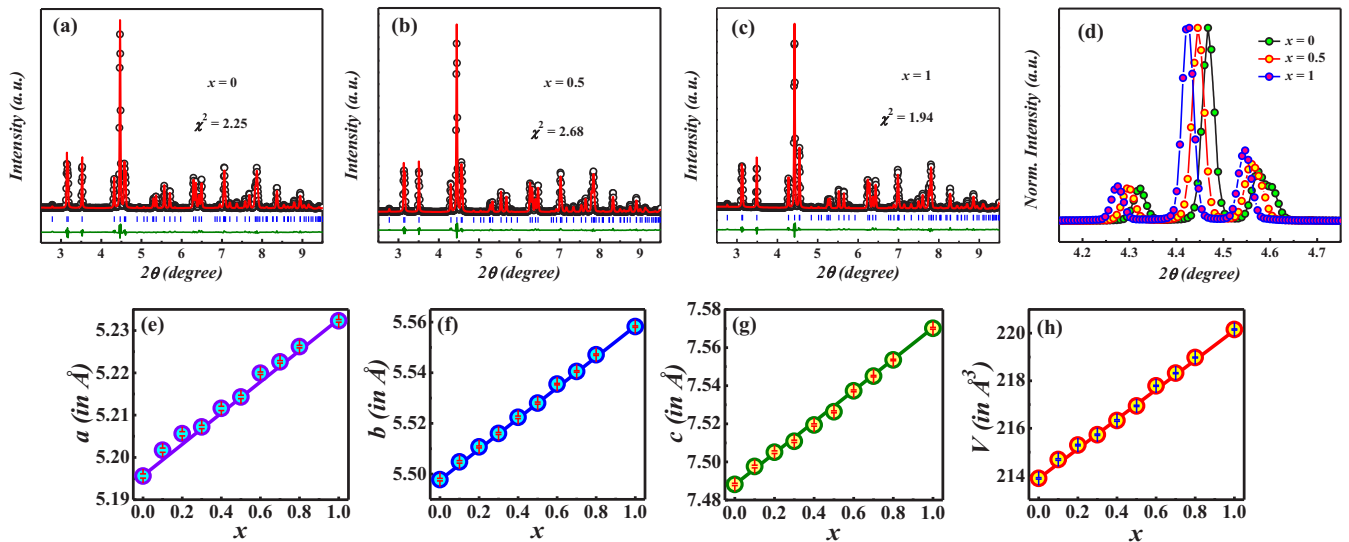 (a)
x = 0
χ² = 2.25
Intensity (a.u.)
3 4 5 6 7 8 9
2θ (degree)
(b)
x = 0.5
χ² = 2.68
Intensity (a.u.)
3 4 5 6 7 8 9
2θ (degree)
(c)
x = 1
χ² = 1.94
Intensity (a.u.)
3 4 5 6 7 8 9
2θ (degree)
(d)
x = 0
x = 0.5
x = 1
Norm. Intensity (a.u.)
4.2 4.3 4.4 4.5 4.6 4.7
2θ (degree)
(e)
a (in Å)
5.23
5.22
5.21
5.20
5.19
0.0 0.2 0.4 0.6 0.8 1.0
x
(f)
b (in Å)
5.56
5.54
5.52
5.50
0.0 0.2 0.4 0.6 0.8 1.0
x
(g)
c (in Å)
7.58
7.56
7.54
7.52
7.50
7.48
0.0 0.2 0.4 0.6 0.8 1.0
x
(h)
V (in Å³)
220
218
216
214
0.0 0.2 0.4 0.6 0.8 1.0
x